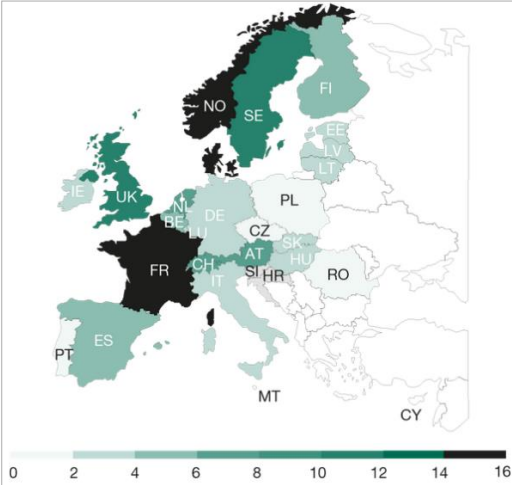 NO
FI
SE
EE
LV
LT
IE
UK
NL
BE
DE
PL
LU
CZ
SK
FR
CH
AT
HU
SI
HR
RO
IT
PT
ES
MT
CY
0 2 4 6 8 10 12 14 16